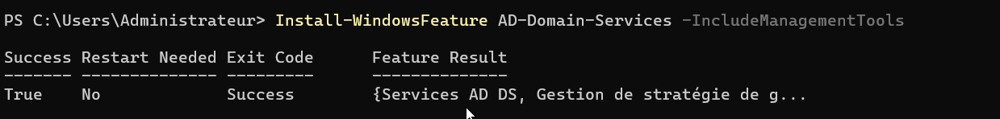 PS C:\Users\Administrateur> Install-WindowsFeature AD-Domain-Services -IncludeManagementTools
Success Restart Needed Exit Code      Feature Result
------- -------------- ---------      --------------
True    No             Success        {Services AD DS, Gestion de stratégie de g...